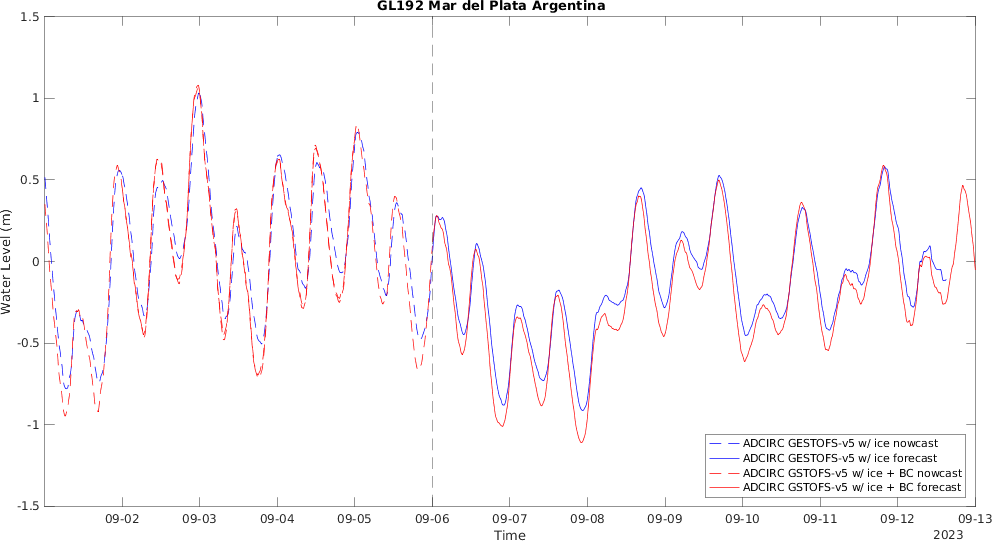 GL192 Mar del Plata Argentina
1.5
1
0.5
0
-0.5
-1
-1.5
Water Level (m)
09-02 09-03 09-04 09-05 09-06 09-07 09-08 09-09 09-10 09-11 09-12 09-13
Time
2023
ADCIRC GESTOFS-v5 w/ ice nowcast
ADCIRC GESTOFS-v5 w/ ice forecast
ADCIRC GSTOFS-v5 w/ ice + BC nowcast
ADCIRC GSTOFS-v5 w/ ice + BC forecast